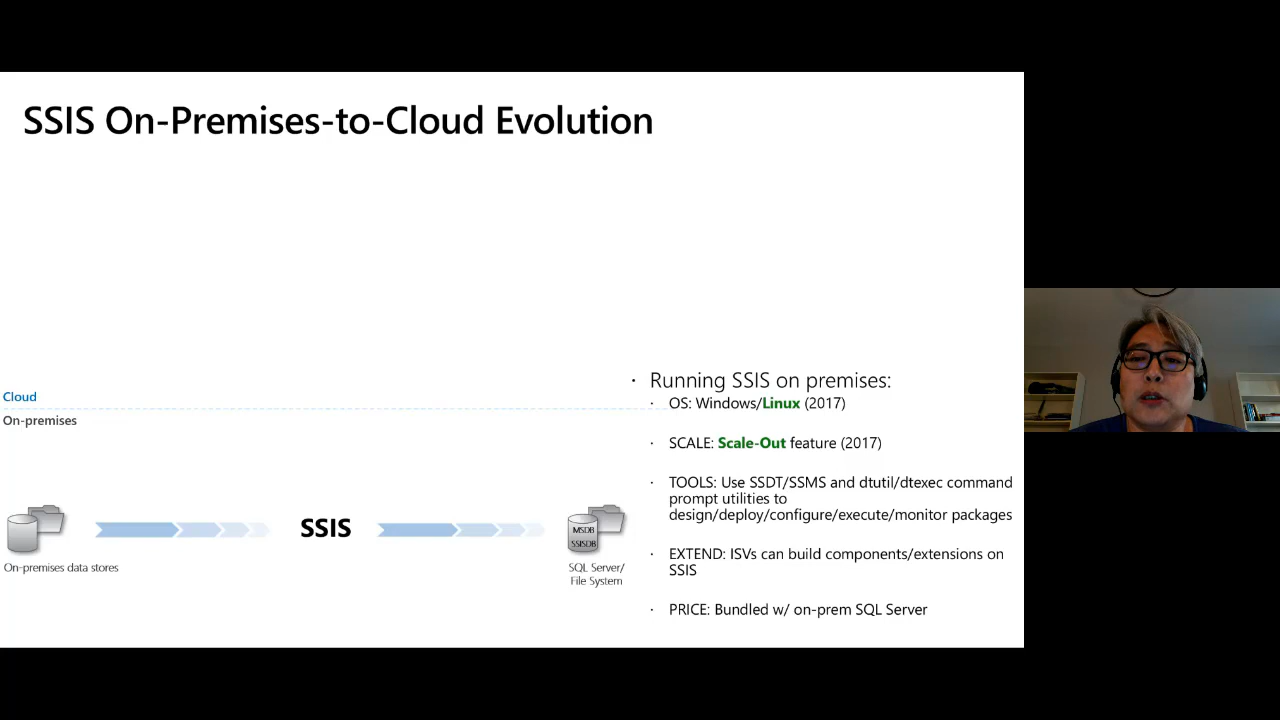 SSIS On-Premises-to-Cloud Evolution
Cloud
On-premises
On-premises data stores
SSIS
MSDB
SSISDB
SQL Server/
File System
· Running SSIS on premises:
· OS: Windows/Linux (2017)
· SCALE: Scale-Out feature (2017)
· TOOLS: Use SSDT/SSMS and dtutil/dtexec command
prompt utilities to
design/deploy/configure/execute/monitor packages
· EXTEND: ISVs can build components/extensions on
SSIS
· PRICE: Bundled w/ on-prem SQL Server